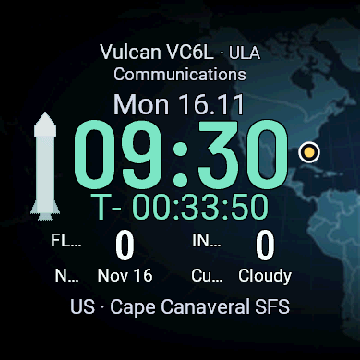 Vulcan VC6L · ULA
Communications
Mon 16.11
09:30
T- 00:33:50
FL... 0 IN... 0
N... Nov 16 Cu... Cloudy
US · Cape Canaveral SFS